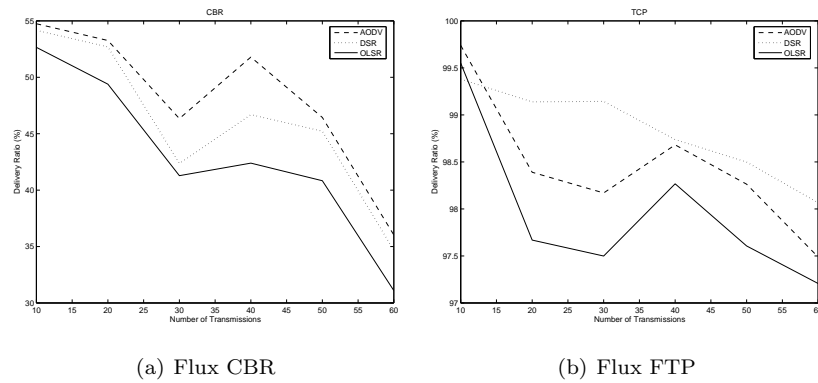 CBR
55
50
45
40
35
30
Delivery Ratio (%)
10 15 20 25 30 35 40 45 50 55 60
Number of Transmissions
AODV
DSR
OLSR
(a) Flux CBR
TCP
100
99.5
99
98.5
98
97.5
97
Delivery Ratio (%)
10 15 20 25 30 35 40 45 50 55 60
Number of Transmissions
AODV
DSR
OLSR
(b) Flux FTP